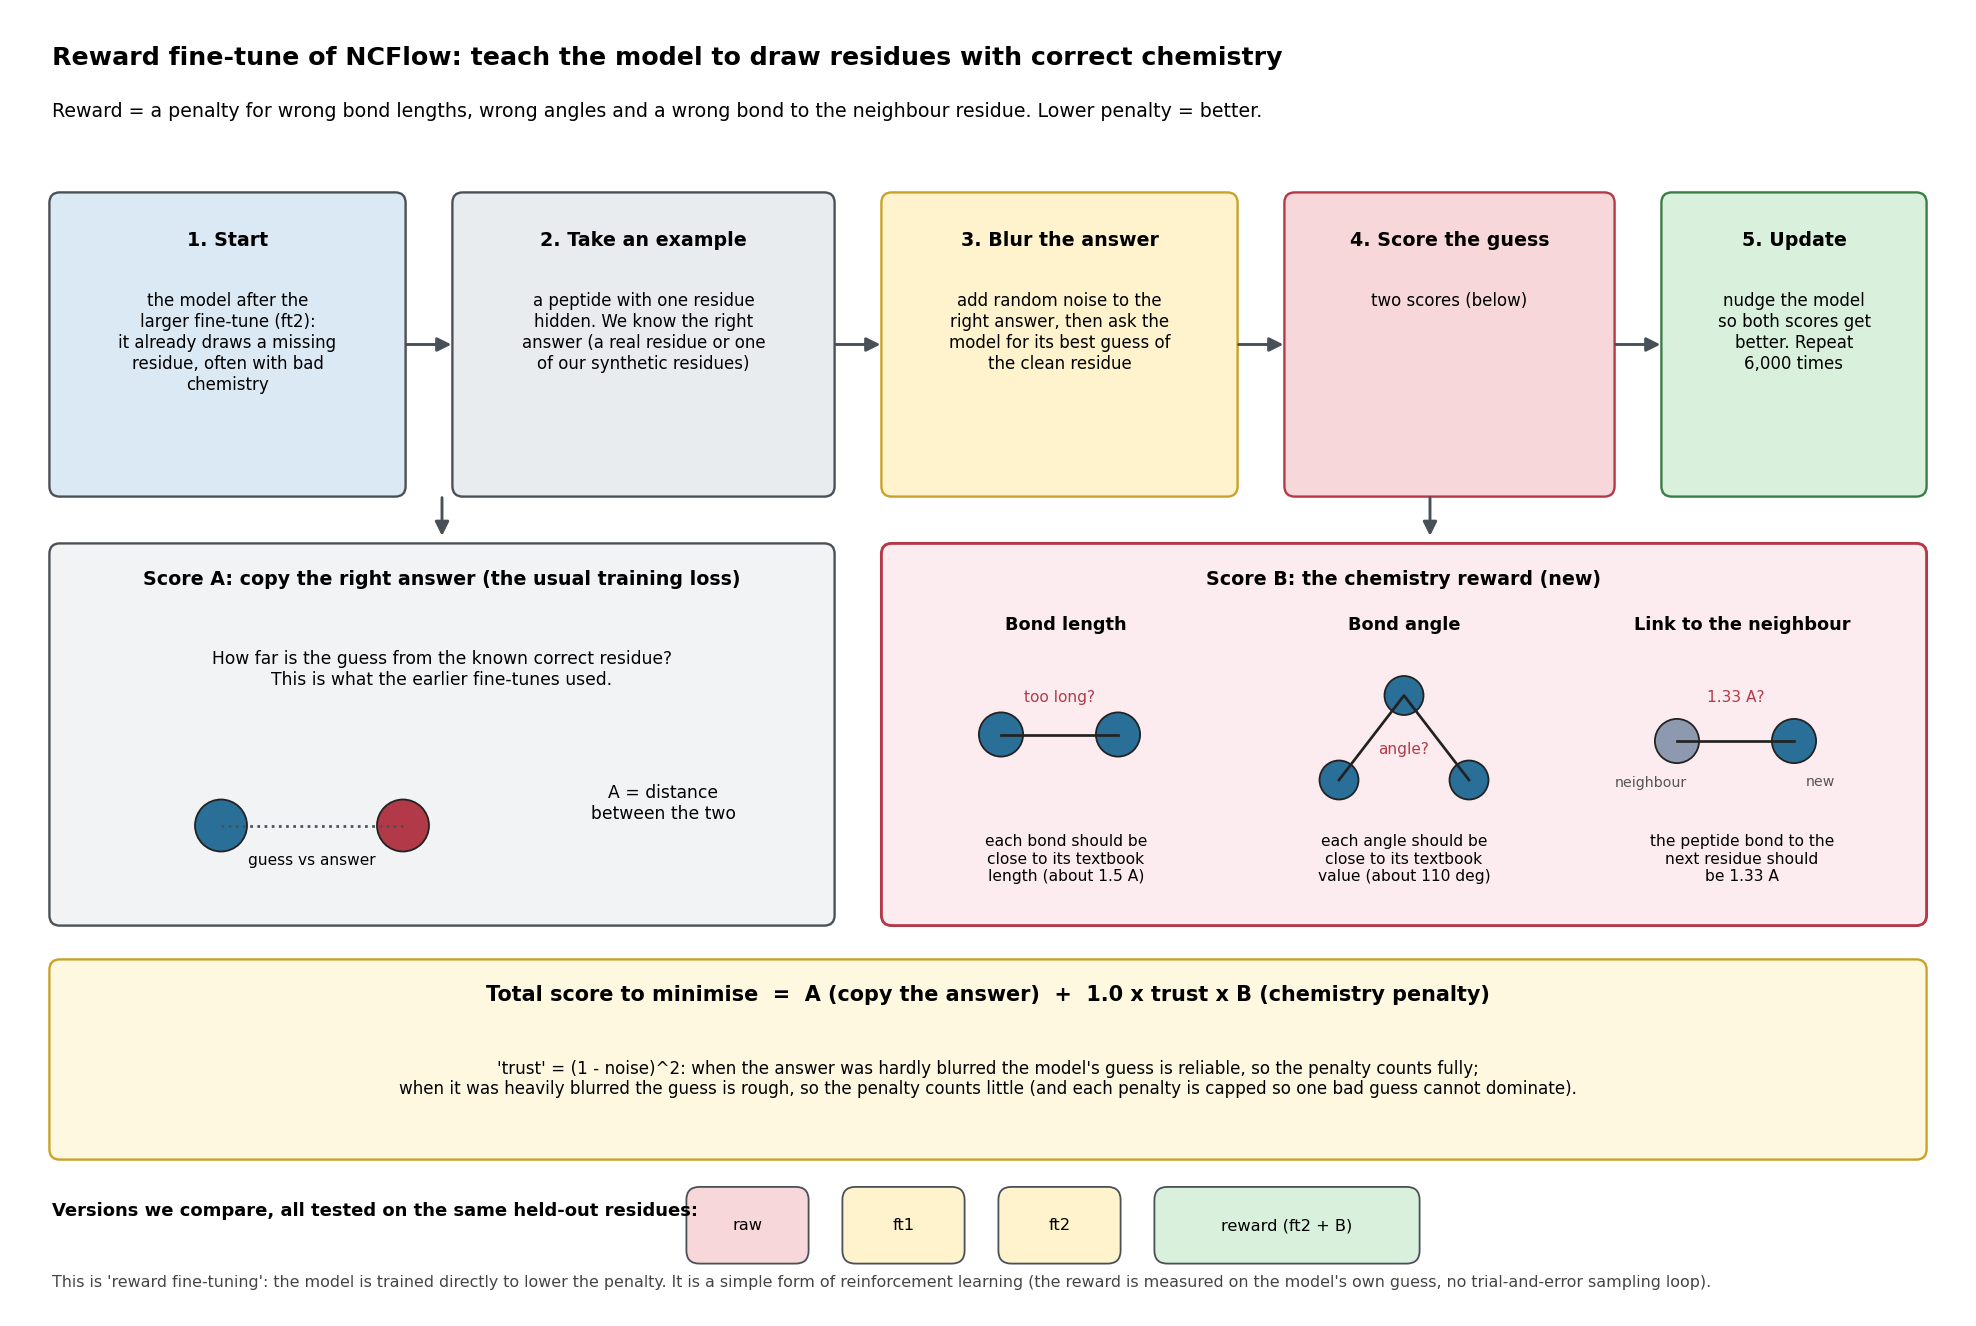 Reward fine-tune of NCFlow: teach the model to draw residues with correct chemistry
Reward = a penalty for wrong bond lengths, wrong angles and a wrong bond to the neighbour residue. Lower penalty = better.
1. Start
the model after the
larger fine-tune (ft2):
it already draws a missing
residue, often with bad
chemistry
2. Take an example
a peptide with one residue
hidden. We know the right
answer (a real residue or one
of our synthetic residues)
3. Blur the answer
add random noise to the
right answer, then ask the
model for its best guess of
the clean residue
4. Score the guess
two scores (below)
5. Update
nudge the model
so both scores get
better. Repeat
6,000 times
Score A: copy the right answer (the usual training loss)
How far is the guess from the known correct residue?
This is what the earlier fine-tunes used.
A = distance
between the two
guess vs answer
Score B: the chemistry reward (new)
Bond length
too long?
each bond should be
close to its textbook
length (about 1.5 A)
Bond angle
angle?
each angle should be
close to its textbook
value (about 110 deg)
Link to the neighbour
1.33 A?
neighbour
new
the peptide bond to the
next residue should
be 1.33 A
Total score to minimise = A (copy the answer) + 1.0 x trust x B (chemistry penalty)
'trust' = (1 - noise)^2: when the answer was hardly blurred the model's guess is reliable, so the penalty counts fully;
when it was heavily blurred the guess is rough, so the penalty counts little (and each penalty is capped so one bad guess cannot dominate).
Versions we compare, all tested on the same held-out residues:
raw
ft1
ft2
reward (ft2 + B)
This is 'reward fine-tuning': the model is trained directly to lower the penalty. It is a simple form of reinforcement learning (the reward is measured on the model's own guess, no trial-and-error sampling loop).